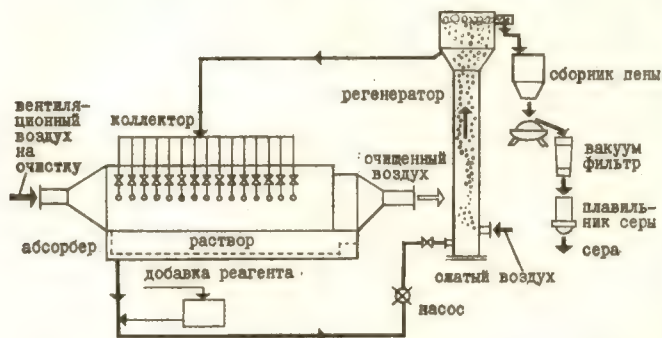 сборник пены
регенератор
вентиля-
ционный
воздух
на
очистку
коллектор
очищенный
воздух
вакуум
фильтр
плавиль-
ник серы
абсорбер
раствор
сера
сжатый воздух
добавка реагента
насос